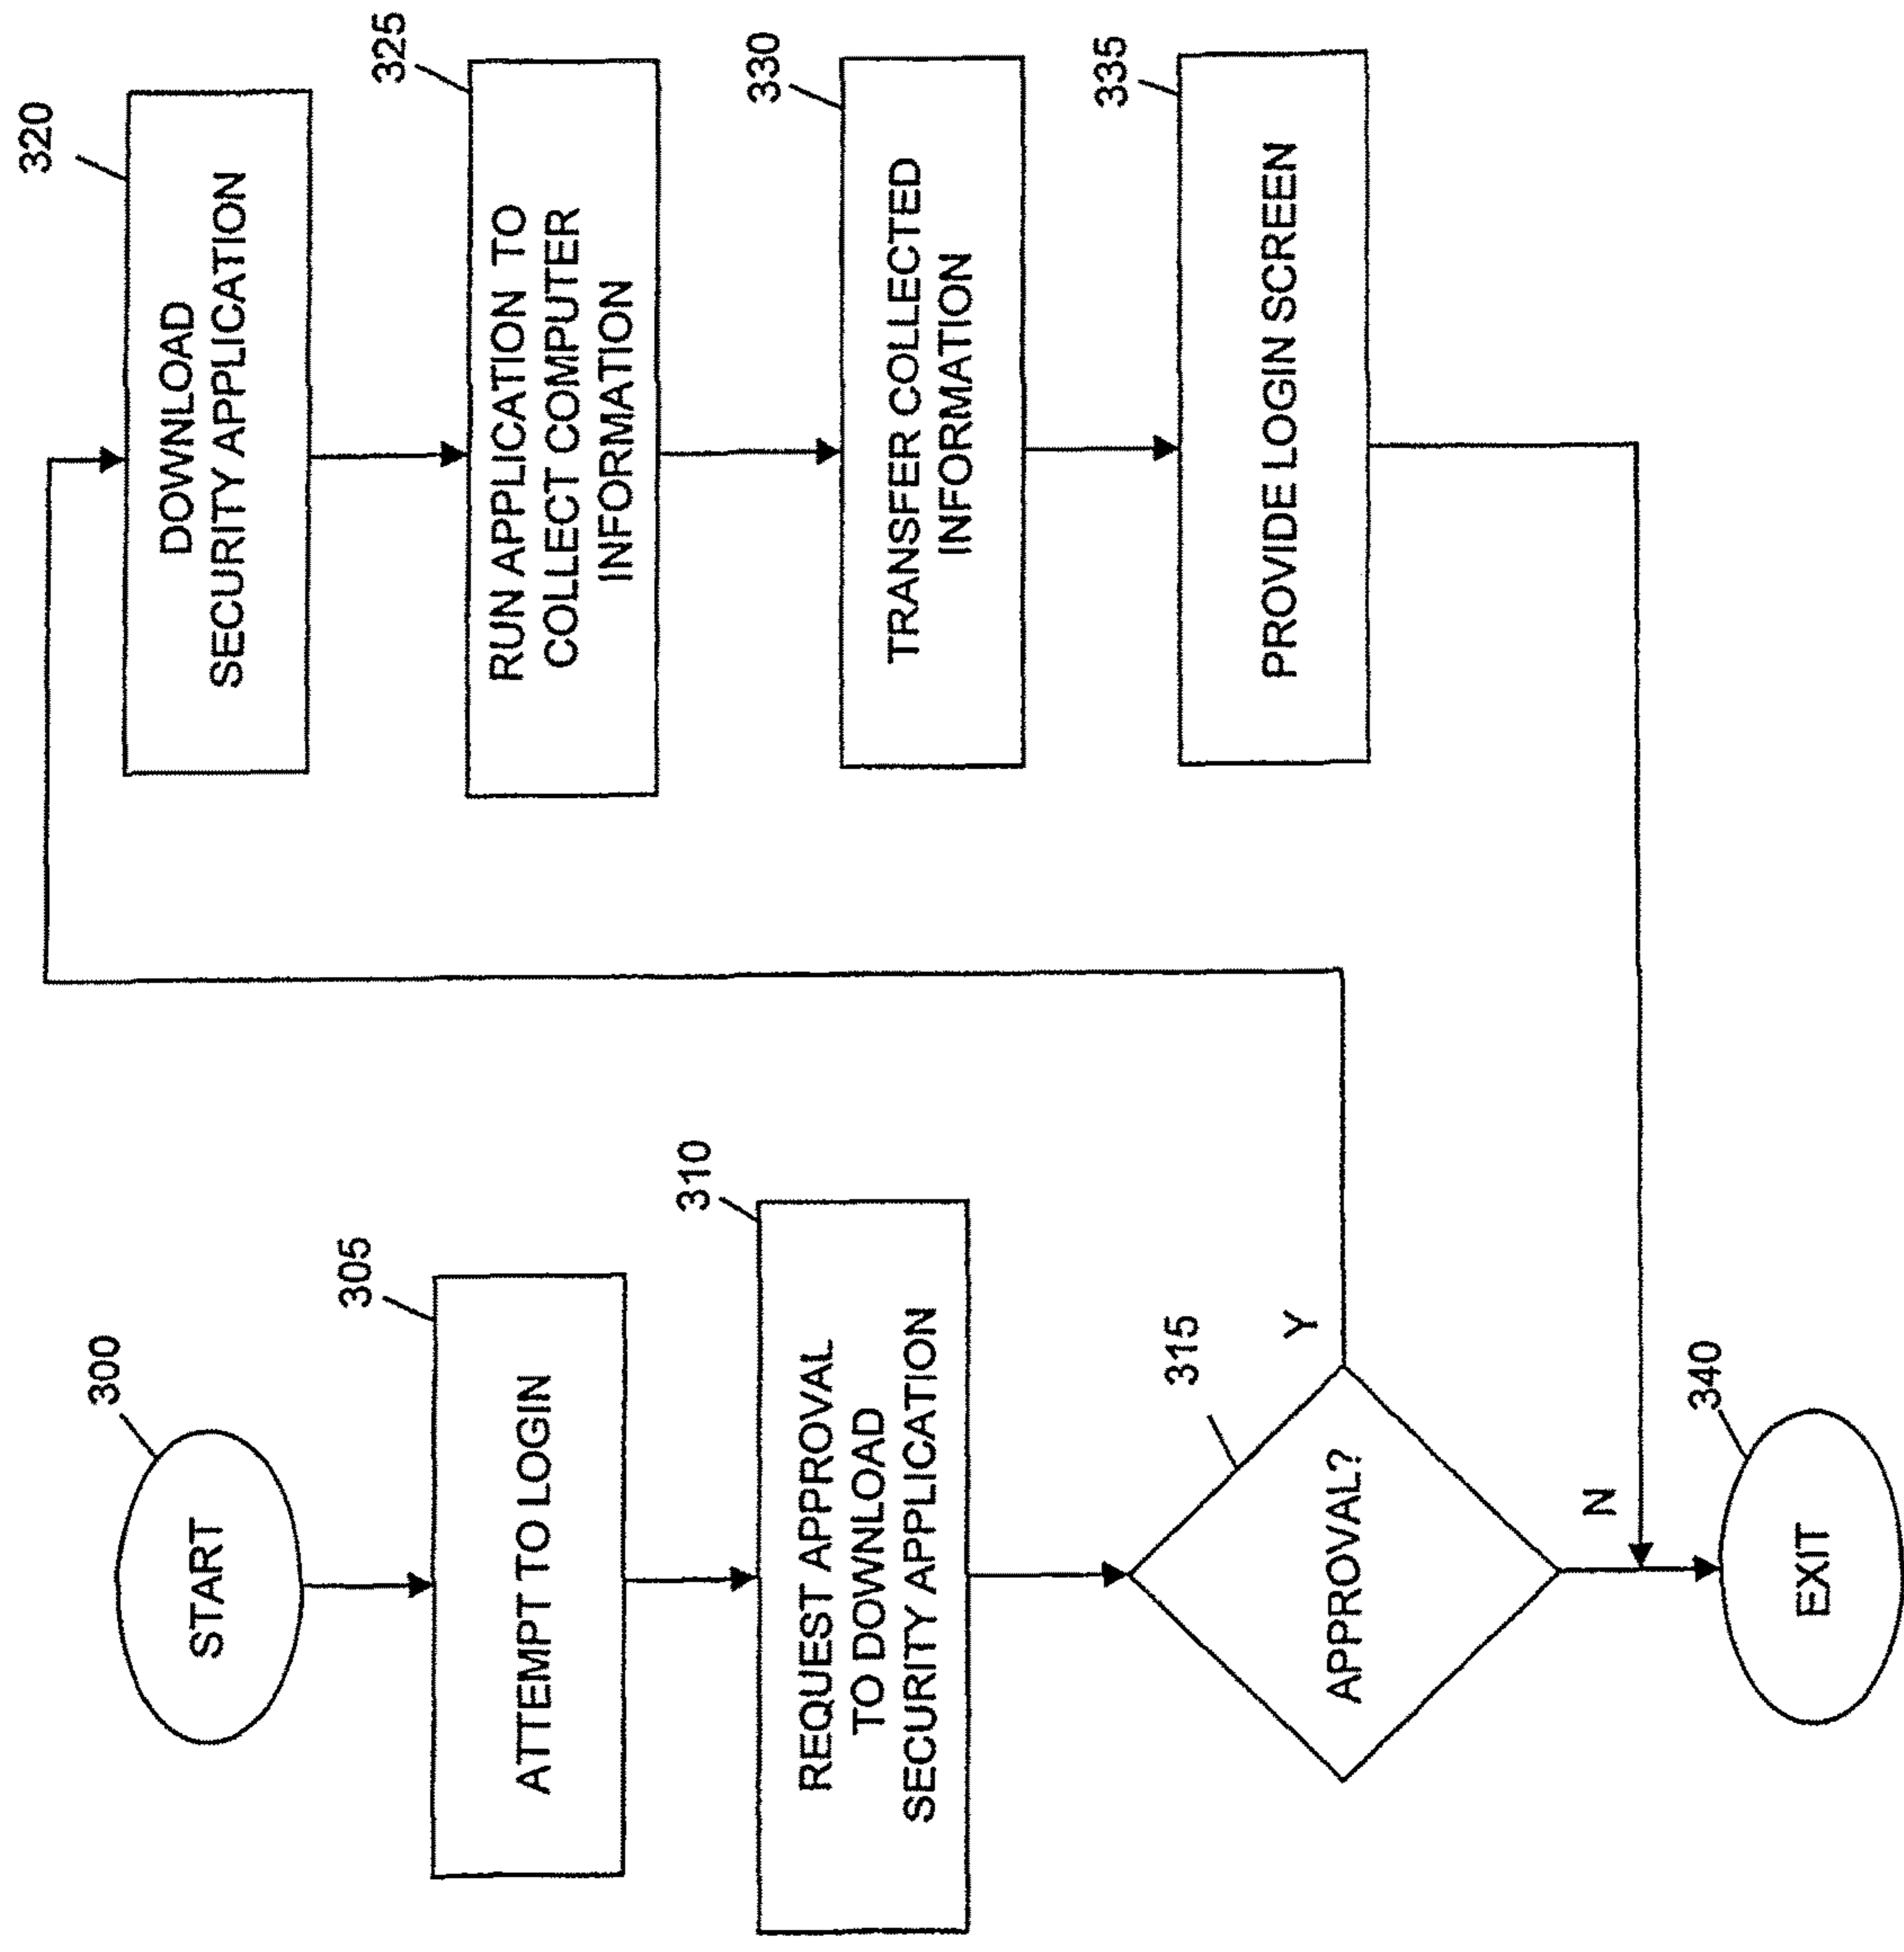 300
START
305
ATTEMPT TO LOGIN
310
REQUEST APPROVAL
TO DOWNLOAD
SECURITY APPLICATION
315
APPROVAL?
Y
N
340
EXIT
320
DOWNLOAD
SECURITY APPLICATION
325
RUN APPLICATION TO
COLLECT COMPUTER
INFORMATION
330
TRANSFER COLLECTED
INFORMATION
335
PROVIDE LOGIN SCREEN